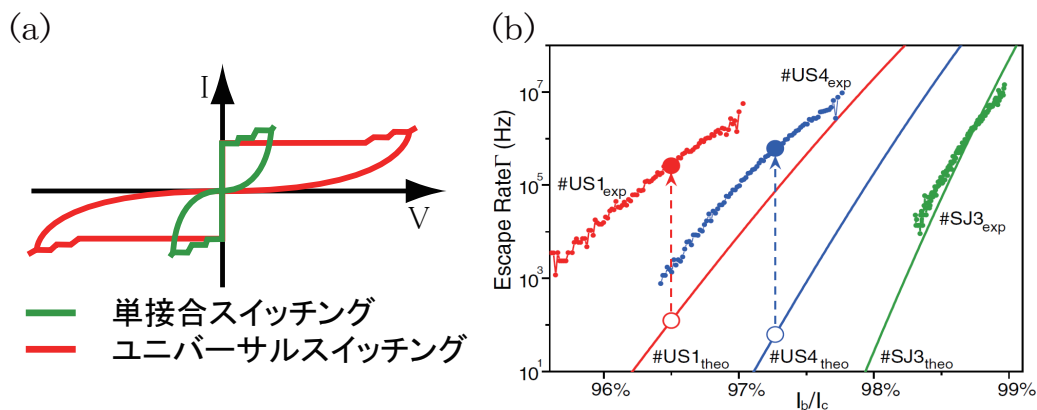 (a)
I
V
単接合スイッチング
ユニバーサルスイッチング
(b)
Escape RateΓ (Hz)
10⁷
10⁵
10³
10¹
#US4exp
#US1exp
#SJ3exp
#US1theo
#US4theo
#SJ3theo
96% 97% 98% 99%
Ib/Ic